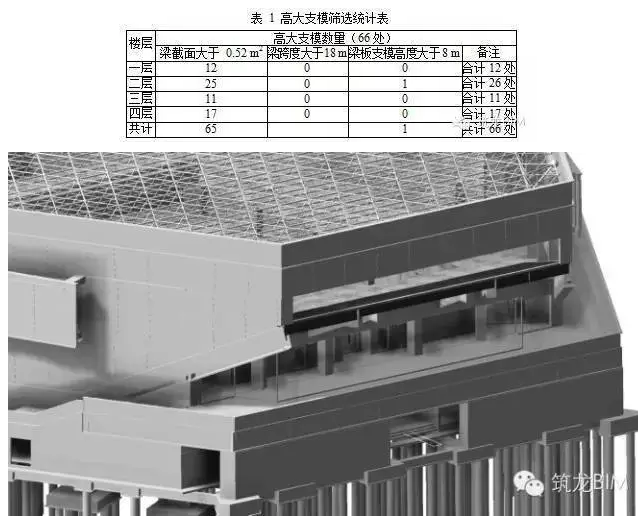 表 1 高大支模筛选统计表
楼层 高大支模数量（66 处） 备注
梁截面大于 0.52 m² 梁跨度大于18 m 梁板支模高度大于 8 m
一层 12 0 0 合计 12 处
二层 25 0 1 合计 26 处
三层 11 0 0 合计 11 处
四层 17 0 0 合计 17 处
共计 65 1 共计 66 处
筑龙BIM